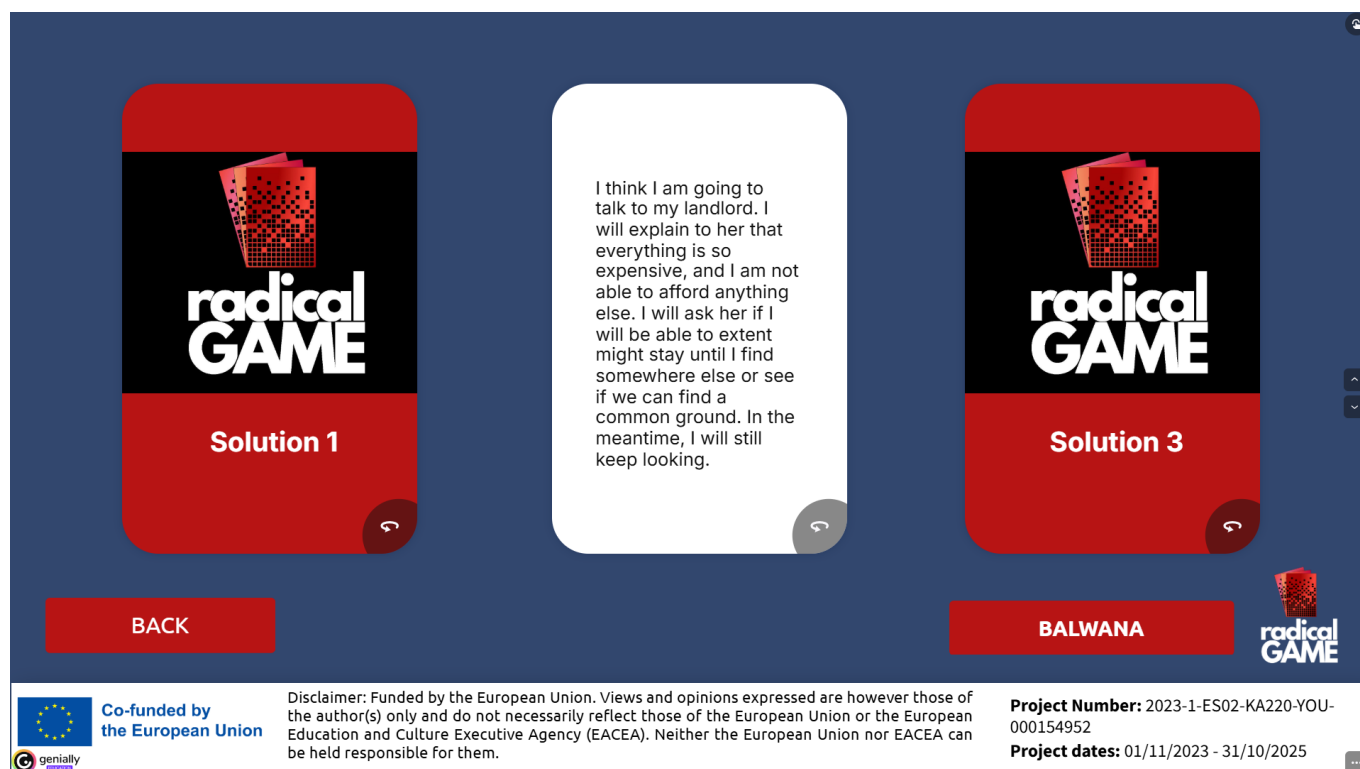 radical
GAME
Solution 1
I think I am going to
talk to my landlord. I
will explain to her that
everything is so
expensive, and I am not
able to afford anything
else. I will ask her if I
will be able to extent
might stay until I find
somewhere else or see
if we can find a
common ground. In the
meantime, I will still
keep looking.
radical
GAME
Solution 3
BACK
BALWANA
radical
GAME
Co-funded by
the European Union
genially
Disclaimer: Funded by the European Union. Views and opinions expressed are however those of
the author(s) only and do not necessarily reflect those of the European Union or the European
Education and Culture Executive Agency (EACEA). Neither the European Union nor EACEA can
be held responsible for them.
Project Number: 2023-1-ES02-KA220-YOU-
000154952
Project dates: 01/11/2023 - 31/10/2025